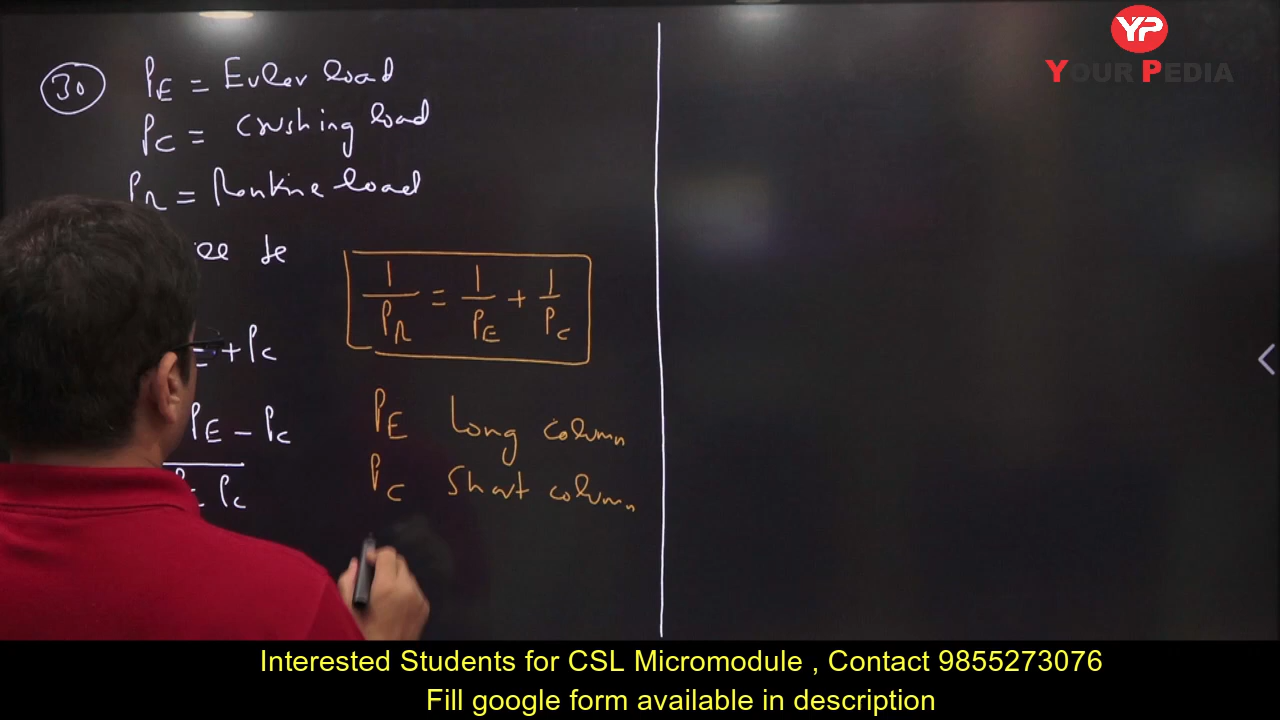 YP
YOUR PEDIA
30 PE = Euler load
PC = Crushing load
PR = Rankine load
1/PR = 1/PE + 1/PC
+ PC
PE - PC
PC
PE Long column
PC Short column
Interested Students for CSL Micromodule , Contact 9855273076
Fill google form available in description